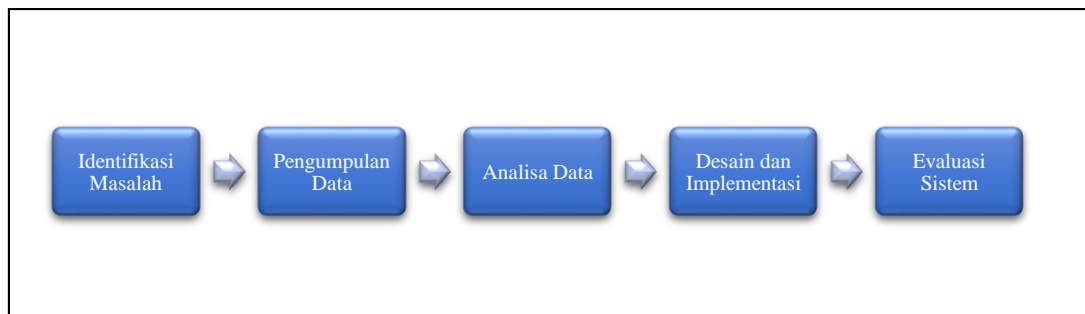 Identifikasi
Masalah
Pengumpulan
Data
Analisa Data
Desain dan
Implementasi
Evaluasi
Sistem